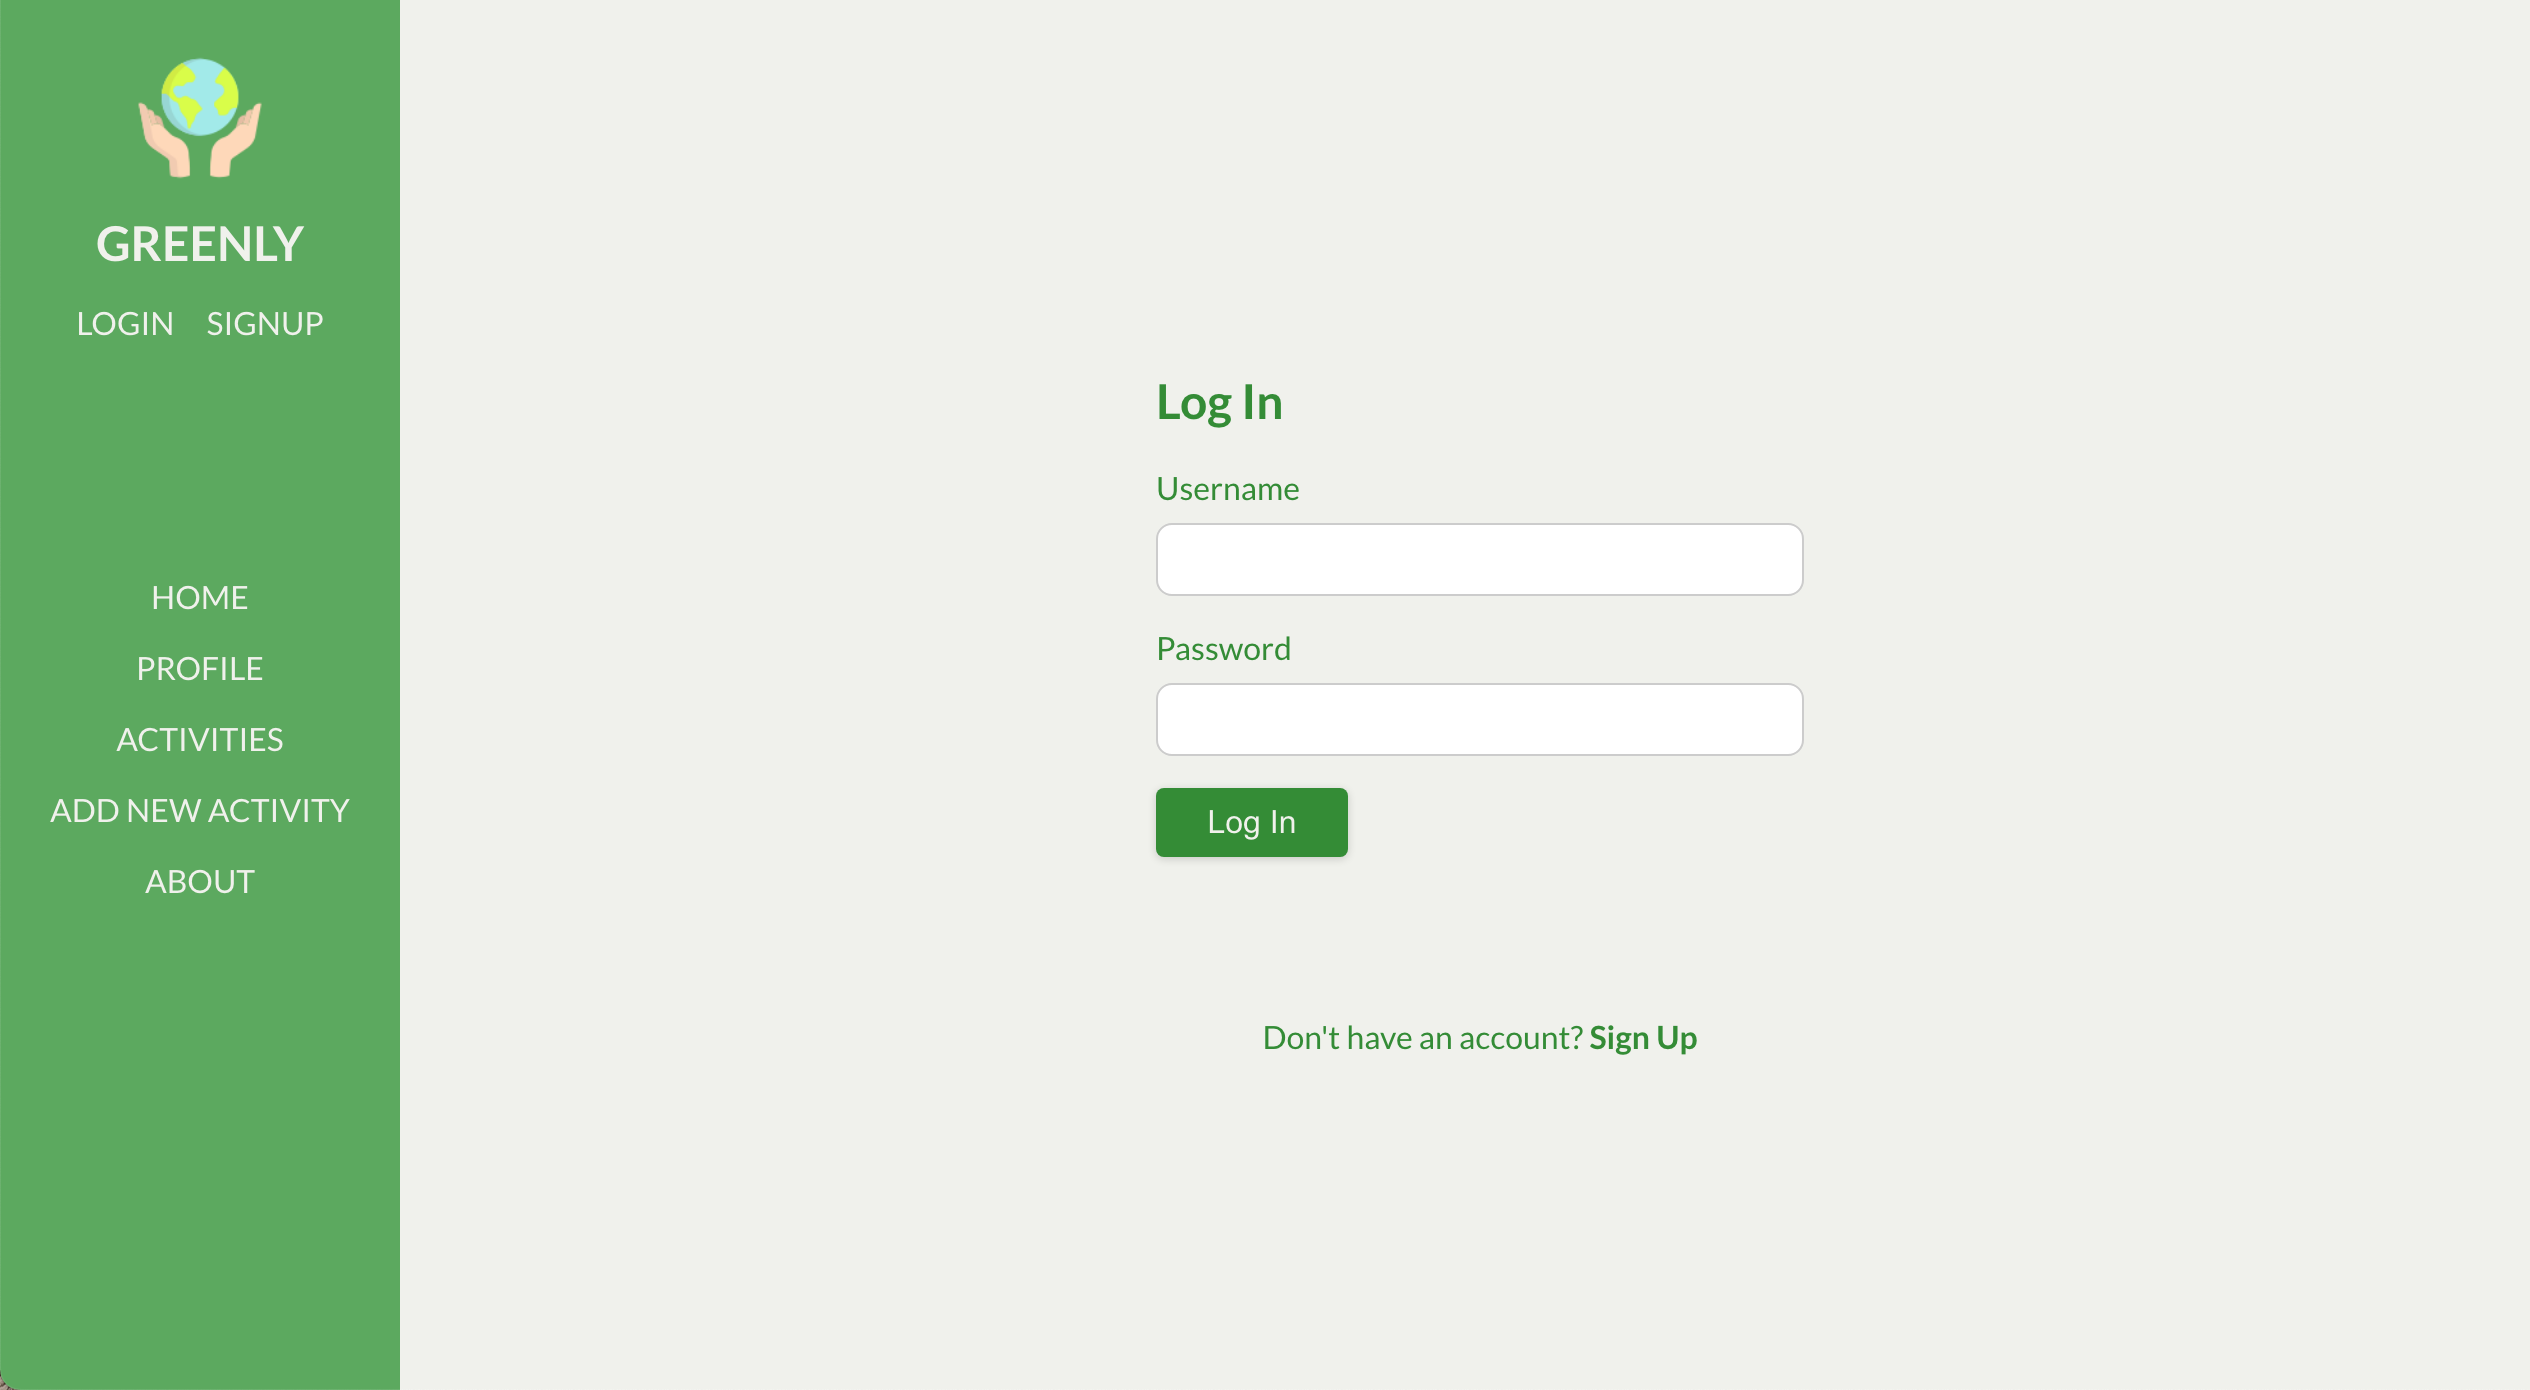 GREENLY
LOGIN SIGNUP
HOME
PROFILE
ACTIVITIES
ADD NEW ACTIVITY
ABOUT
Log In
Username
Password
Log In
Don't have an account? Sign Up